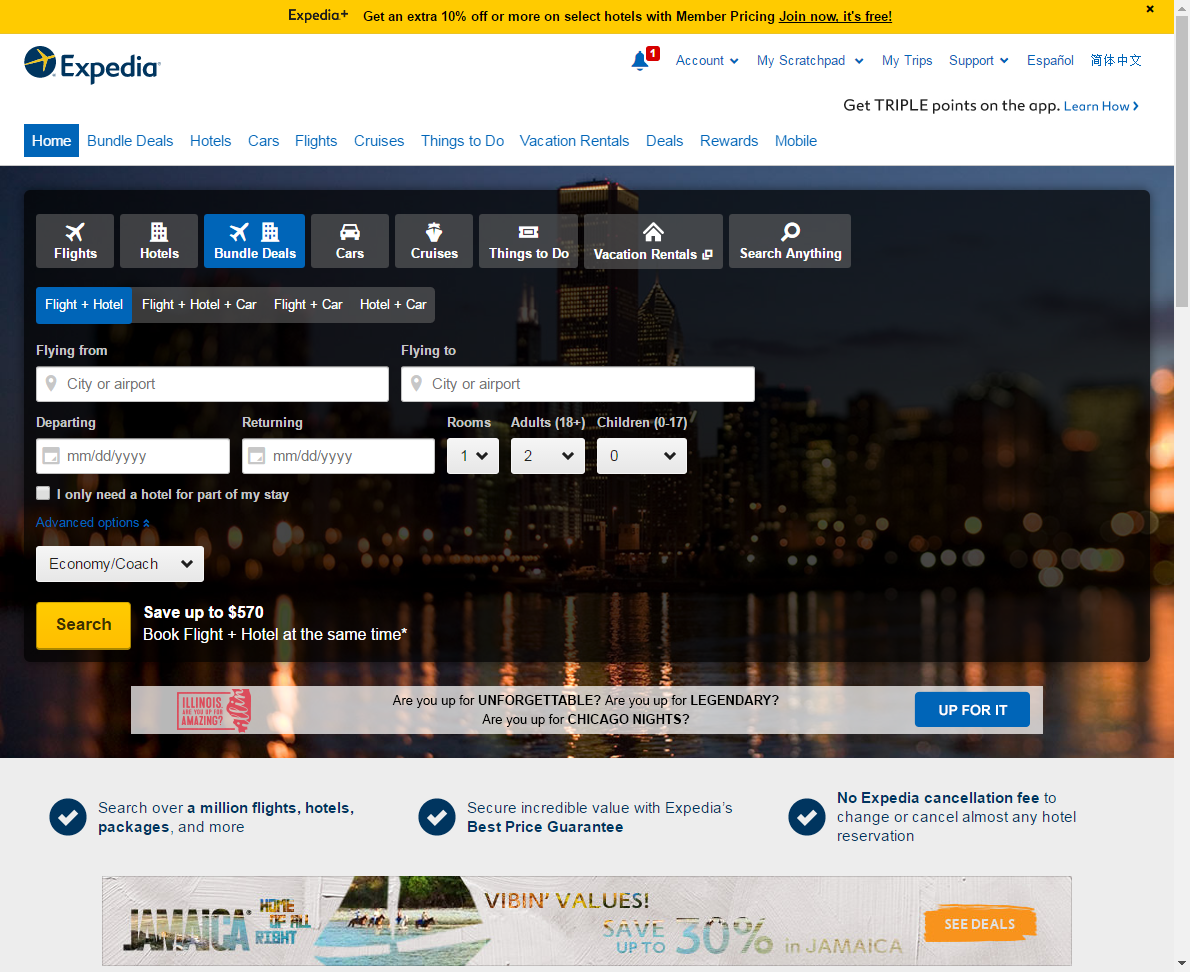 Expedia+ Get an extra 10% off or more on select hotels with Member Pricing Join now, it's free! ×
Expedia
1 Account My Scratchpad My Trips Support Español 简体中文
Get TRIPLE points on the app. Learn How
Home Bundle Deals Hotels Cars Flights Cruises Things to Do Vacation Rentals Deals Rewards Mobile
Flights Hotels Bundle Deals Cars Cruises Things to Do Vacation Rentals Search Anything
Flight + Hotel Flight + Hotel + Car Flight + Car Hotel + Car
Flying from Flying to
City or airport City or airport
Departing Returning Rooms Adults (18+) Children (0-17)
mm/dd/yyyy mm/dd/yyyy 1 2 0
I only need a hotel for part of my stay
Advanced options
Economy/Coach
Search
Save up to $570
Book Flight + Hotel at the same time*
ILLINOIS
ARE YOU UP FOR
AMAZING?
Are you up for UNFORGETTABLE? Are you up for LEGENDARY?
Are you up for CHICAGO NIGHTS?
UP FOR IT
Search over a million flights, hotels,
packages, and more
Secure incredible value with Expedia's
Best Price Guarantee
No Expedia cancellation fee to
change or cancel almost any hotel
reservation
JAMAICA
HOME
OF ALL
RIGHT
VIBIN' VALUES!
SAVE
UP TO 30% in JAMAICA
SEE DEALS